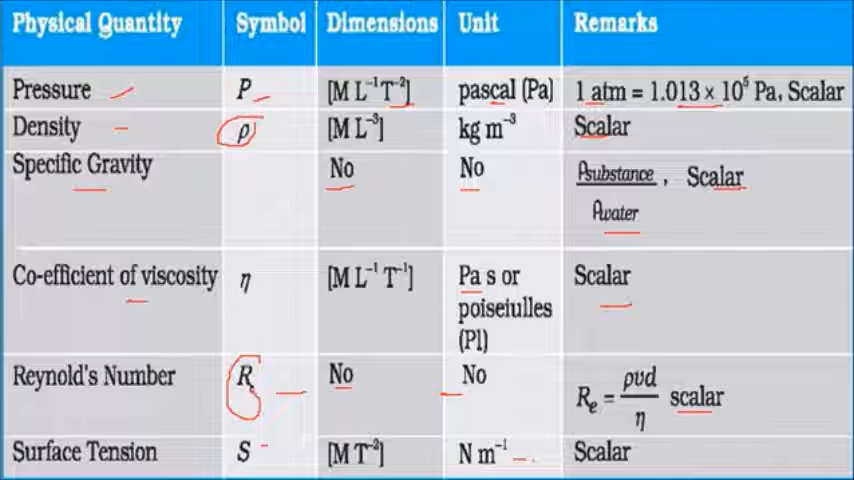 Physical Quantity Symbol Dimensions Unit Remarks
Pressure P [M L⁻¹T⁻²] pascal (Pa) 1 atm = 1.013 × 10⁵ Pa, Scalar
Density ρ [M L⁻³] kg m⁻³ Scalar
Specific Gravity No No ρsubstance / ρwater , Scalar
Co-efficient of viscosity η [M L⁻¹ T⁻¹] Pa s or Scalar
poiseiulles
(Pl)
Reynold's Number Re No No Re = ρvd / η scalar
Surface Tension S [M T⁻²] N m⁻¹ Scalar